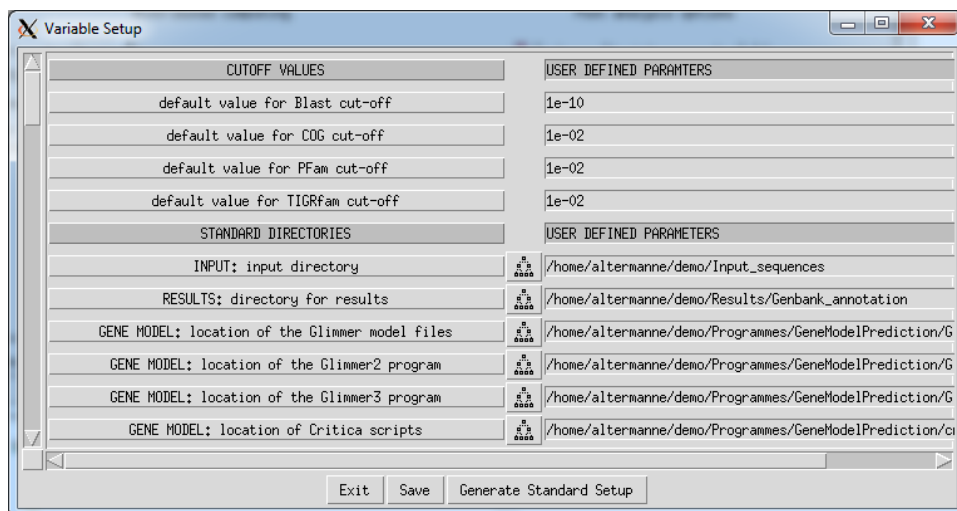 Variable Setup
CUTOFF VALUES USER DEFINED PARAMTERS
default value for Blast cut-off 1e-10
default value for COG cut-off 1e-02
default value for PFam cut-off 1e-02
default value for TIGRfam cut-off 1e-02
STANDARD DIRECTORIES USER DEFINED PARAMETERS
INPUT: input directory /home/altermanne/demo/Input_sequences
RESULTS: directory for results /home/altermanne/demo/Results/Genbank_annotation
GENE MODEL: location of the Glimmer model files /home/altermanne/demo/Programmes/GeneModelPrediction/G
GENE MODEL: location of the Glimmer2 program /home/altermanne/demo/Programmes/GeneModelPrediction/G
GENE MODEL: location of the Glimmer3 program /home/altermanne/demo/Programmes/GeneModelPrediction/G
GENE MODEL: location of Critica scripts /home/altermanne/demo/Programmes/GeneModelPrediction/c
Exit Save Generate Standard Setup